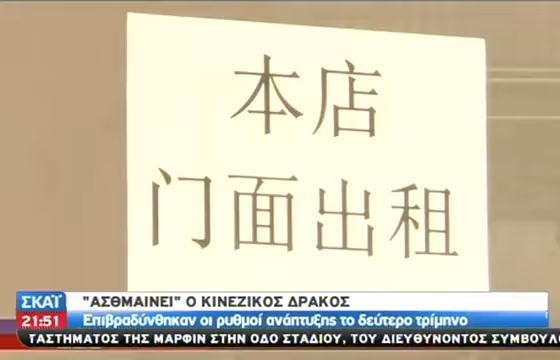 本店
门面出租
ΣΚΑΪ
"ΑΣΘΜΑΙΝΕΙ" Ο ΚΙΝΕΖΙΚΟΣ ΔΡΑΚΟΣ
21:51
Επιβραδύνθηκαν οι ρυθμοί ανάπτυξης το δεύτερο τρίμηνο
ΤΑΣΤΗΜΑΤΟΣ ΤΗΣ ΜΑΡΦΙΝ ΣΤΗΝ ΟΔΟ ΣΤΑΔΙΟΥ, ΤΟΥ ΔΙΕΥΘΥΝΟΝΤΟΣ ΣΥΜΒΟΥΛ